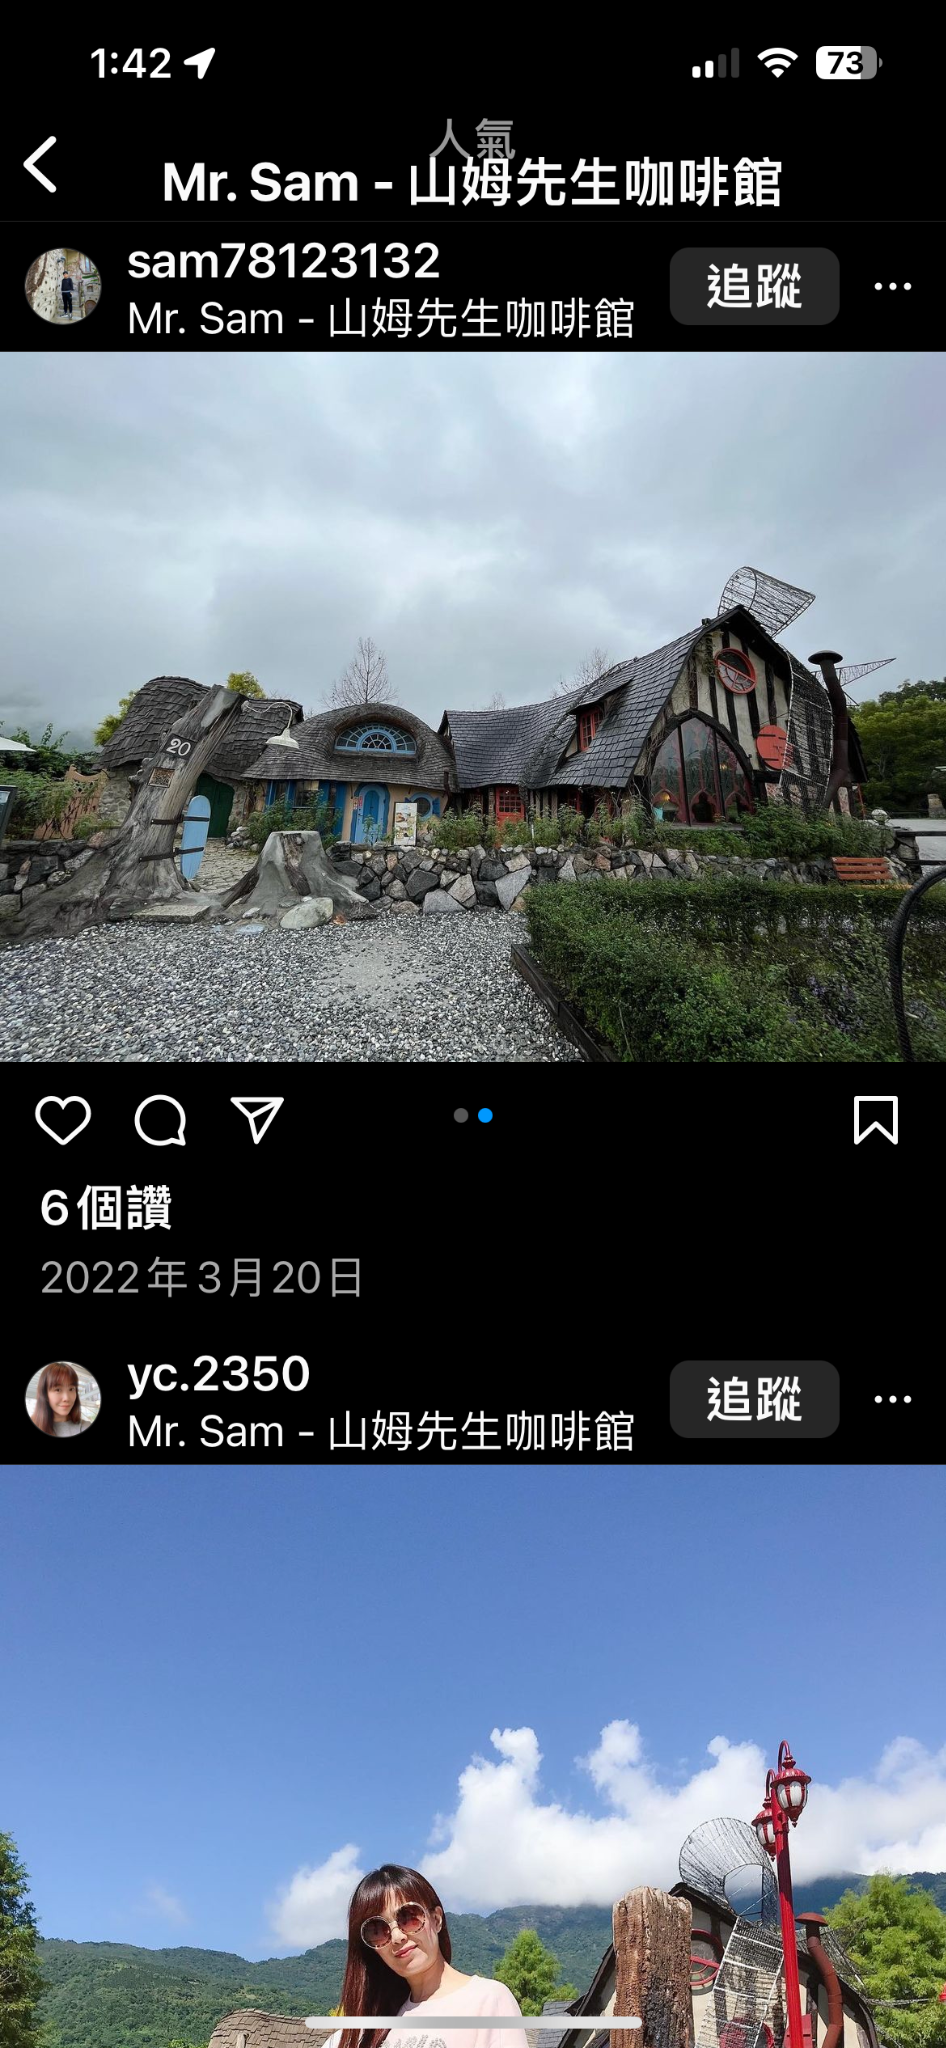 1:42
73
人氣
Mr. Sam - 山姆先生咖啡館
sam78123132
追蹤
Mr. Sam - 山姆先生咖啡館
20
6 個讚
2022年3月20日
yc.2350
追蹤
Mr. Sam - 山姆先生咖啡館